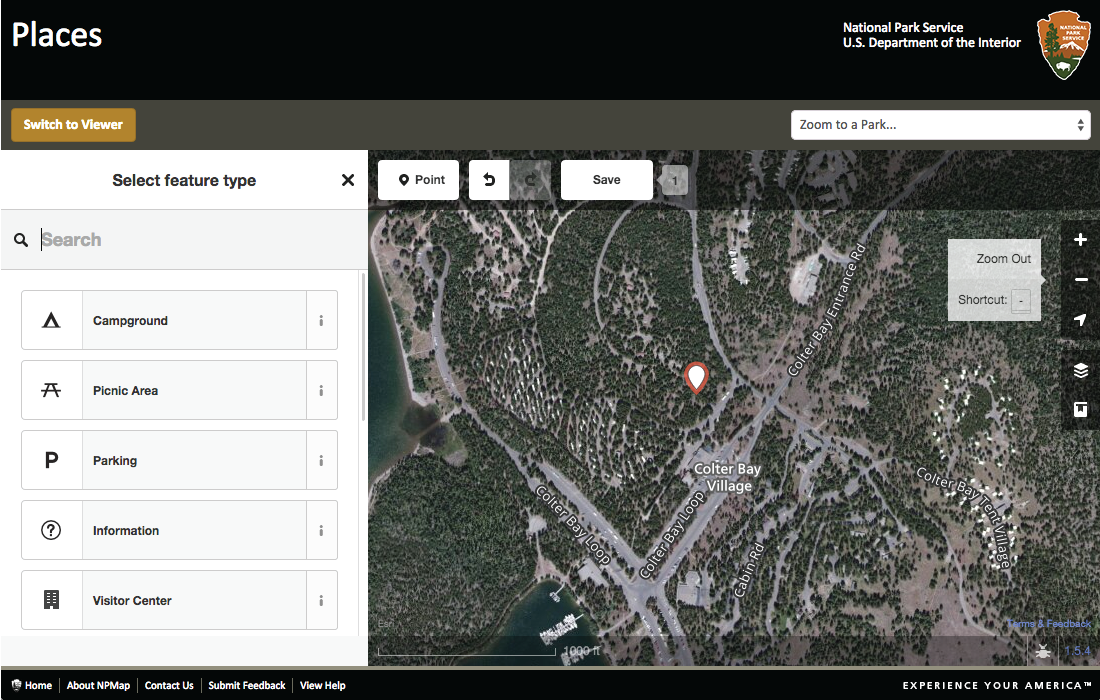 Places
National Park Service
U.S. Department of the Interior
NATIONAL
PARK
SERVICE
Switch to Viewer
Zoom to a Park...
Select feature type
Point
Save
1
Search
Campground
i
Picnic Area
i
Parking
i
Information
i
Visitor Center
i
Zoom Out
Shortcut: -
Colter Bay Entrance Rd
Colter Bay
Village
Colter Bay Loop
Colter Bay Loop
Cabin Rd
Colter Bay Tent Village
Esri
Terms & Feedback
1000 ft
1.5.4
Home
About NPMap
Contact Us
Submit Feedback
View Help
EXPERIENCE YOUR AMERICA™